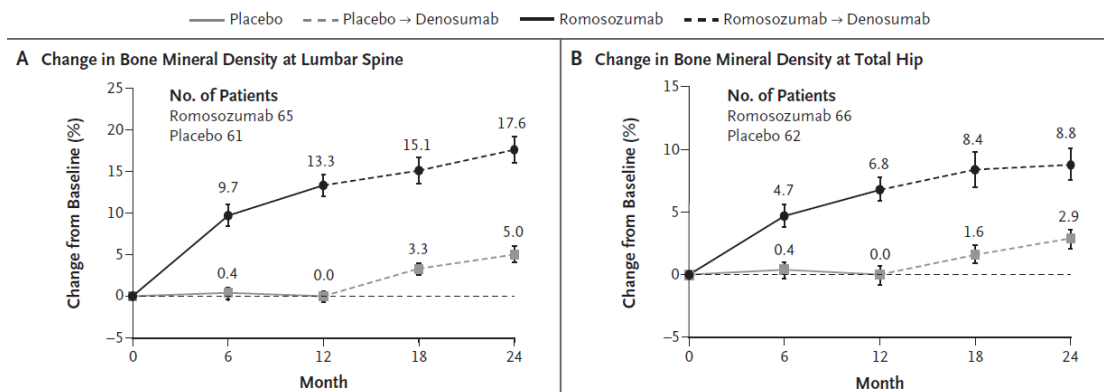 Placebo Placebo → Denosumab Romosozumab Romosozumab → Denosumab
A Change in Bone Mineral Density at Lumbar Spine
Change from Baseline (%)
25
20
15
10
5
0
−5
No. of Patients
Romosozumab 65
Placebo 61
9.7
13.3
15.1
17.6
0.4
0.0
3.3
5.0
0 6 12 18 24
Month
B Change in Bone Mineral Density at Total Hip
Change from Baseline (%)
15
10
5
0
−5
No. of Patients
Romosozumab 66
Placebo 62
4.7
6.8
8.4
8.8
0.4
0.0
1.6
2.9
0 6 12 18 24
Month